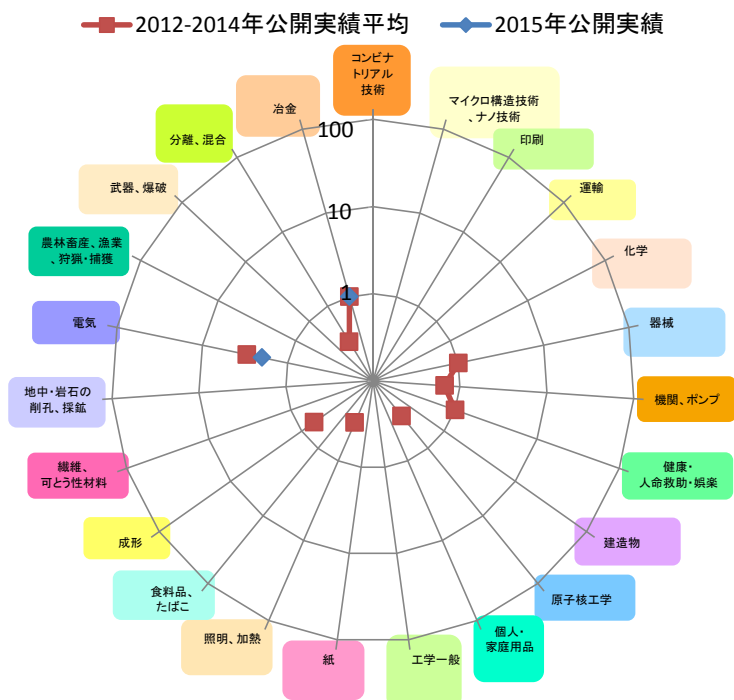 2012-2014年公開実績平均
2015年公開実績
コンビナ
トリアル
技術
マイクロ構造技術
、ナノ技術
印刷
運輸
化学
器械
機関、ポンプ
健康・
人命救助・娯楽
建造物
原子核工学
個人・
家庭用品
工学一般
紙
照明、加熱
食料品、
たばこ
成形
繊維、
可とう性材料
地中・岩石の
削孔、採鉱
電気
農林畜産、漁業
、狩猟・捕獲
武器、爆破
分離、混合
冶金
100
10
1